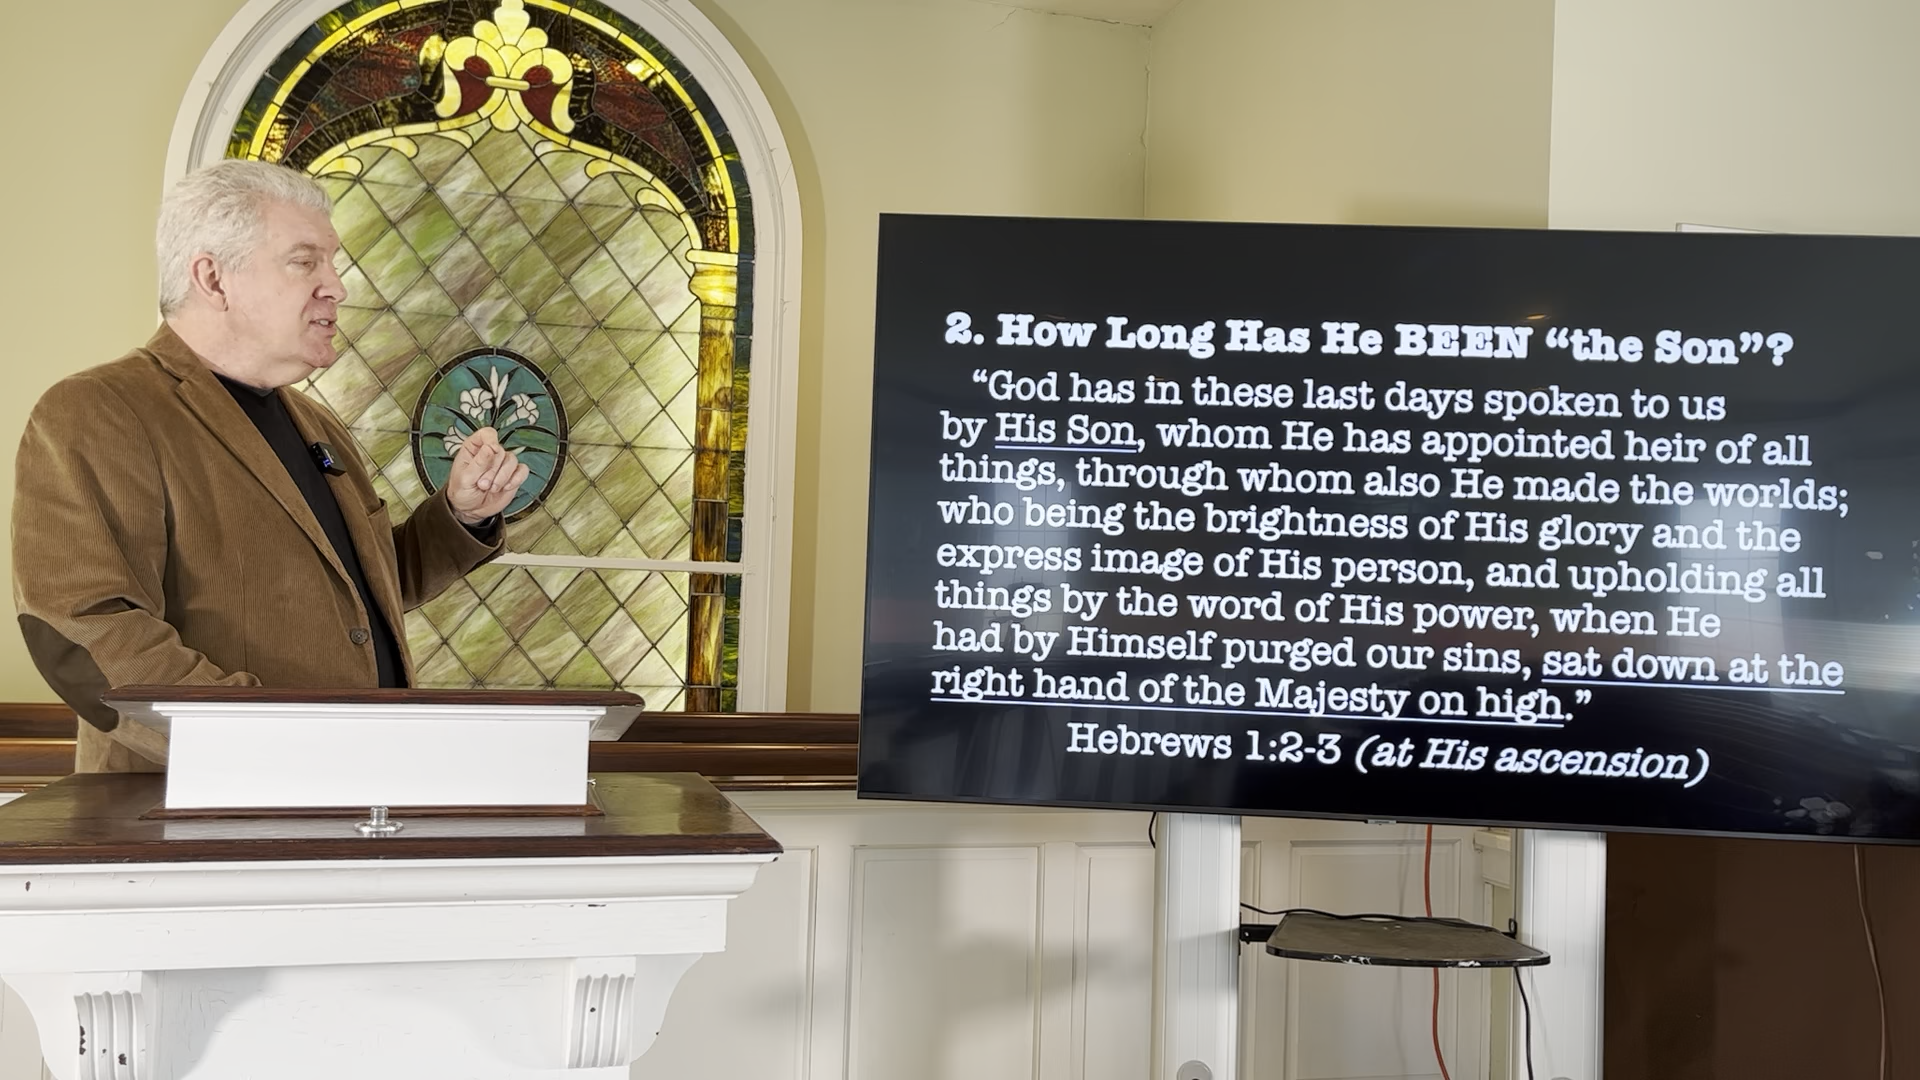 2. How Long Has He BEEN “the Son”?
“God has in these last days spoken to us
by His Son, whom He has appointed heir of all
things, through whom also He made the worlds;
who being the brightness of His glory and the
express image of His person, and upholding all
things by the word of His power, when He
had by Himself purged our sins, sat down at the
right hand of the Majesty on high.”
Hebrews 1:2-3 (at His ascension)